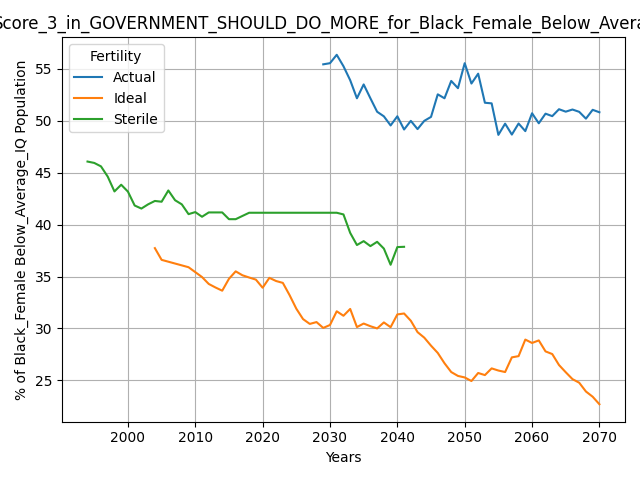 Score_3_in_GOVERNMENT_SHOULD_DO_MORE_for_Black_Female_Below_Avera
Fertility
Actual
Ideal
Sterile
% of Black_Female Below_Average_IQ Population
55
50
45
40
35
30
25
2000 2010 2020 2030 2040 2050 2060 2070
Years